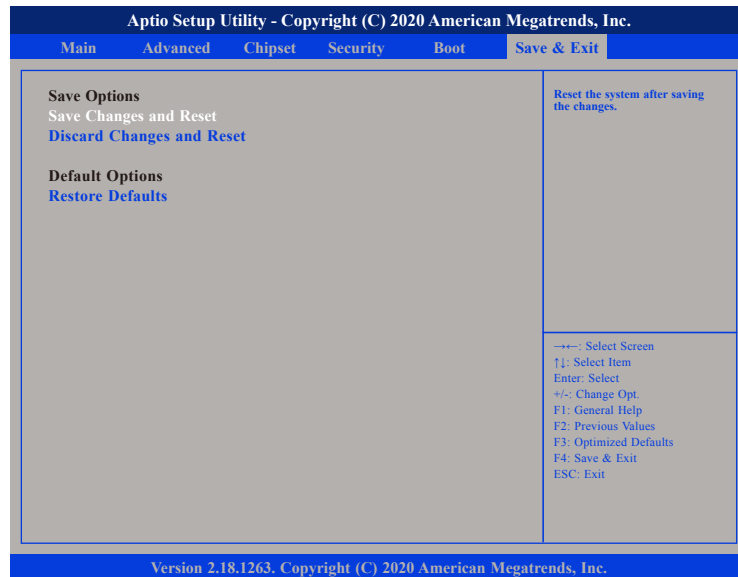 Aptio Setup Utility - Copyright (C) 2020 American Megatrends, Inc.
Main Advanced Chipset Security Boot Save & Exit
Save Options
Save Changes and Reset
Discard Changes and Reset
Default Options
Restore Defaults
Reset the system after saving
the changes.
→←: Select Screen
↑↓: Select Item
Enter: Select
+/-: Change Opt.
F1: General Help
F2: Previous Values
F3: Optimized Defaults
F4: Save & Exit
ESC: Exit
Version 2.18.1263. Copyright (C) 2020 American Megatrends, Inc.